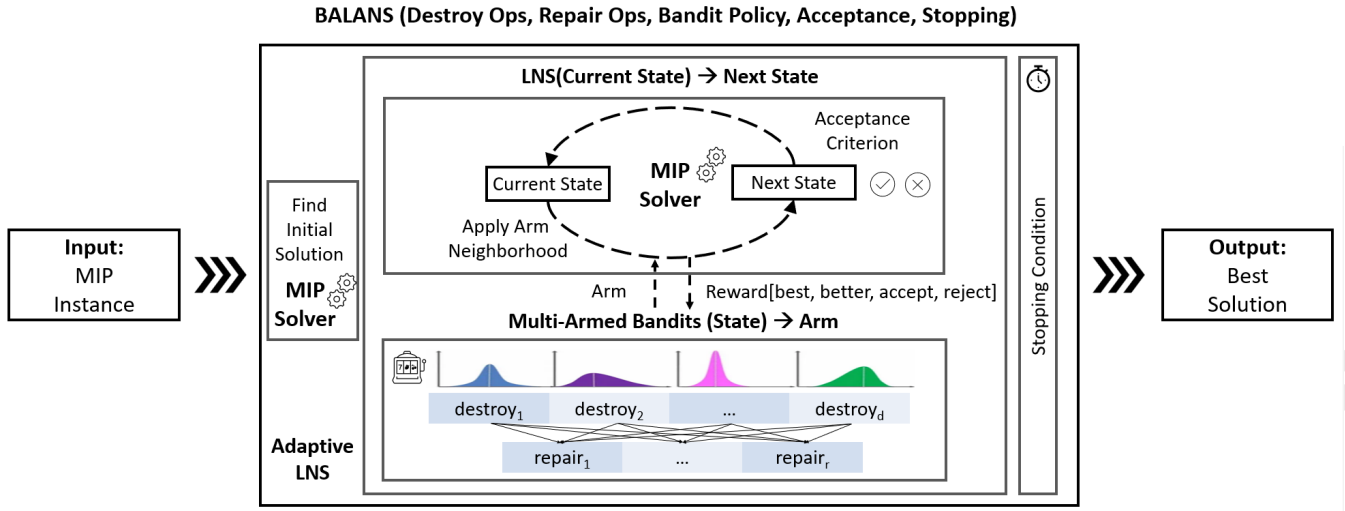 BALANS (Destroy Ops, Repair Ops, Bandit Policy, Acceptance, Stopping)
Input:
MIP
Instance
Find
Initial
Solution
MIP
Solver
Adaptive
LNS
LNS(Current State) → Next State
Acceptance
Criterion
Current State
MIP
Solver
Next State
Apply Arm
Neighborhood
Arm
Reward[best, better, accept, reject]
Multi-Armed Bandits (State) → Arm
destroy₁
destroy₂
...
destroy_d
repair₁
...
repairᵣ
Stopping Condition
Output:
Best
Solution